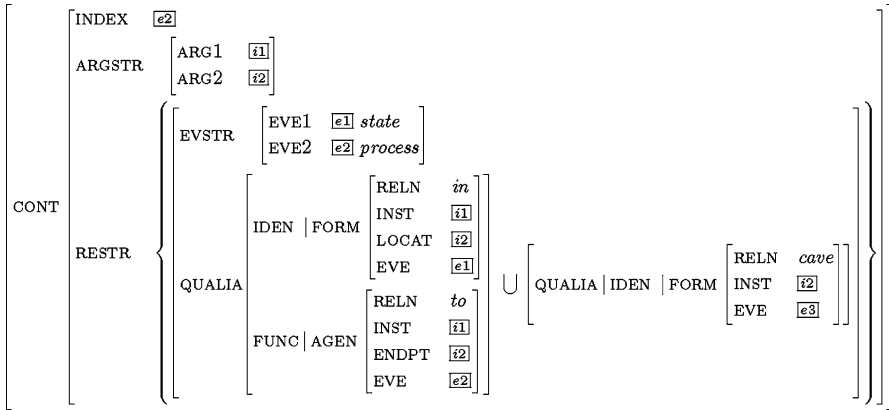 INDEX e2
ARG1 i1
ARGSTR
ARG2 i2
EVE1 e1 state
EVSTR
EVE2 e2 process
RELN in
INST i1
IDEN | FORM
LOCAT i2
EVE e1
CONT
RESTR
QUALIA
RELN to
INST i1
FUNC | AGEN
ENDPT i2
EVE e2
∪
RELN cave
QUALIA | IDEN | FORM INST i2
EVE e3